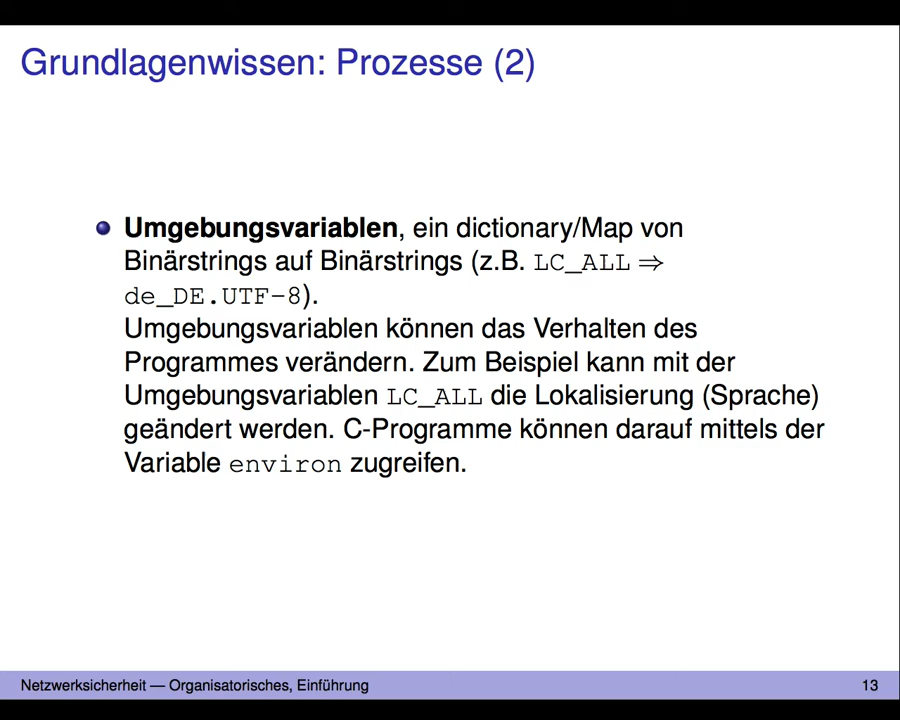 Grundlagenwissen: Prozesse (2)
Umgebungsvariablen, ein dictionary/Map von
Binärstrings auf Binärstrings (z.B. LC_ALL ⇒
de_DE.UTF-8).
Umgebungsvariablen können das Verhalten des
Programmes verändern. Zum Beispiel kann mit der
Umgebungsvariablen LC_ALL die Lokalisierung (Sprache)
geändert werden. C-Programme können darauf mittels der
Variable environ zugreifen.
Netzwerksicherheit — Organisatorisches, Einführung
13